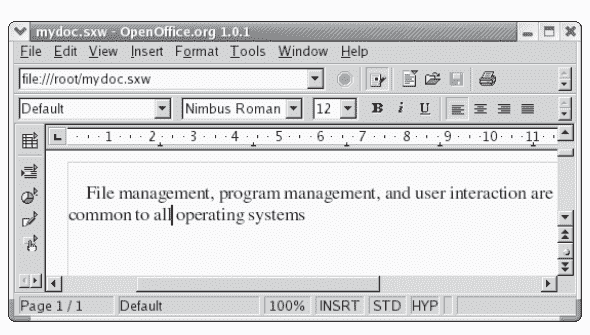 mydoc.sxw - OpenOffice.org 1.0.1
File Edit View Insert Format Tools Window Help
file:///root/mydoc.sxw
Default Nimbus Roman 12 B i U
1 2 3 4 5 6 7 8 9 10 11
File management, program management, and user interaction are
common to all operating systems
Page 1 / 1 Default 100% INSRT STD HYP